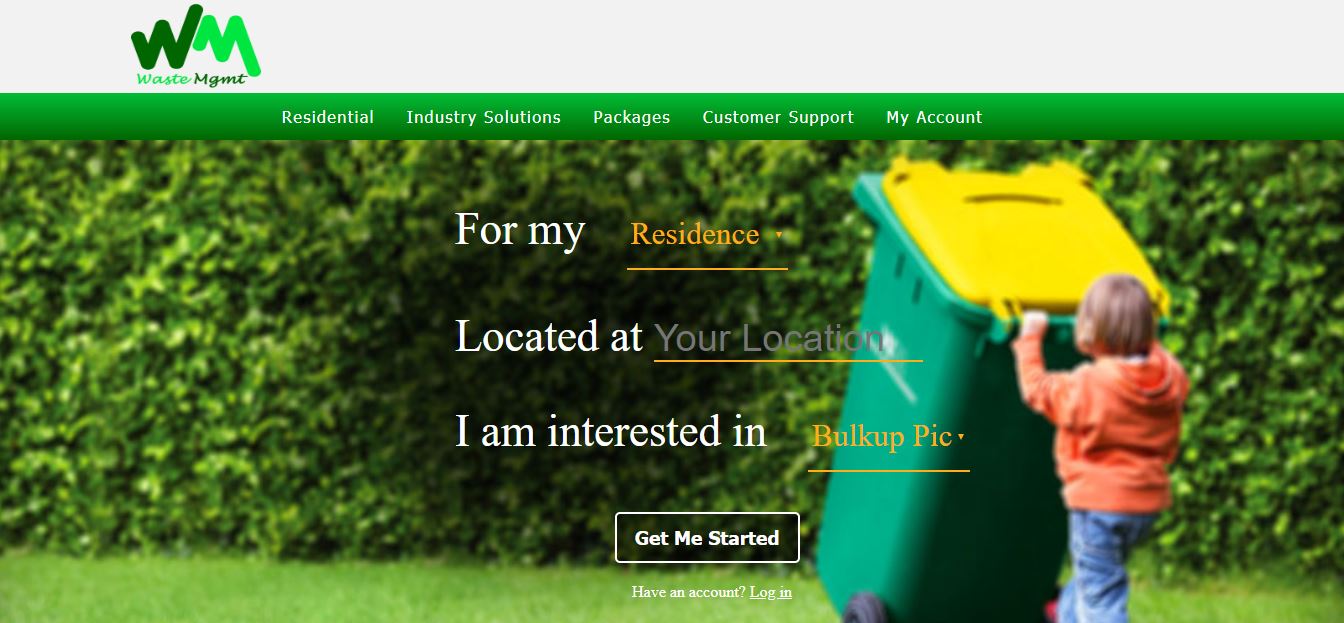 WM
Waste Mgmt
Residential Industry Solutions Packages Customer Support My Account
For my Residence
Located at Your Location
I am interested in Bulkup Pic
Get Me Started
Have an account? Log in